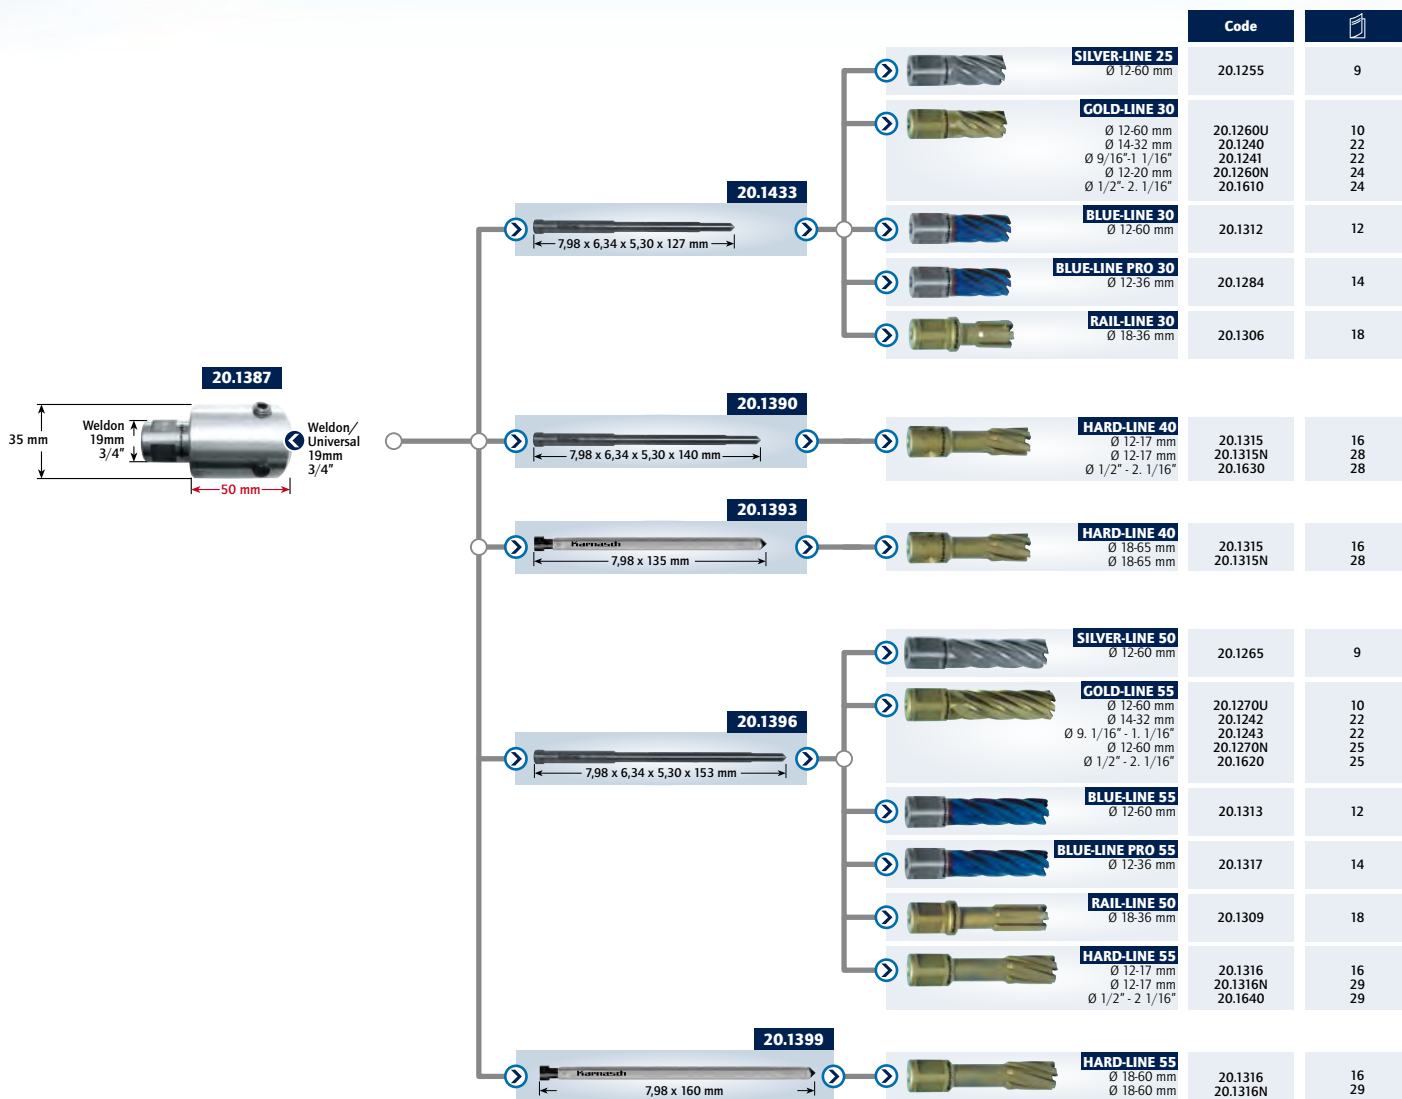 Code
SILVER-LINE 25
Ø 12-60 mm 20.1255 9
GOLD-LINE 30
Ø 12-60 mm 20.1260U 10
Ø 14-32 mm 20.1240 22
Ø 9/16”-1 1/16” 20.1241 22
Ø 12-20 mm 20.1260N 24
Ø 1/2”- 2. 1/16” 20.1610 24
20.1433
7,98 x 6,34 x 5,30 x 127 mm
BLUE-LINE 30
Ø 12-60 mm 20.1312 12
BLUE-LINE PRO 30
Ø 12-36 mm 20.1284 14
RAIL-LINE 30
Ø 18-36 mm 20.1306 18
20.1387
35 mm
Weldon
19mm
3/4”
Weldon/
Universal
19mm
3/4”
50 mm
20.1390
7,98 x 6,34 x 5,30 x 140 mm
HARD-LINE 40
Ø 12-17 mm 20.1315 16
Ø 12-17 mm 20.1315N 28
Ø 1/2” - 2. 1/16” 20.1630 28
20.1393
Karnasch
7,98 x 135 mm
HARD-LINE 40
Ø 18-65 mm 20.1315 16
Ø 18-65 mm 20.1315N 28
SILVER-LINE 50
Ø 12-60 mm 20.1265 9
GOLD-LINE 55
Ø 12-60 mm 20.1270U 10
Ø 14-32 mm 20.1242 22
Ø 9. 1/16” - 1. 1/16” 20.1243 22
Ø 12-60 mm 20.1270N 25
Ø 1/2” - 2. 1/16” 20.1620 25
20.1396
7,98 x 6,34 x 5,30 x 153 mm
BLUE-LINE 55
Ø 12-60 mm 20.1313 12
BLUE-LINE PRO 55
Ø 12-36 mm 20.1317 14
RAIL-LINE 50
Ø 18-36 mm 20.1309 18
HARD-LINE 55
Ø 12-17 mm 20.1316 16
Ø 12-17 mm 20.1316N 29
Ø 1/2” - 2 1/16” 20.1640 29
20.1399
Karnasch
7,98 x 160 mm
HARD-LINE 55
Ø 18-60 mm 20.1316 16
Ø 18-60 mm 20.1316N 29